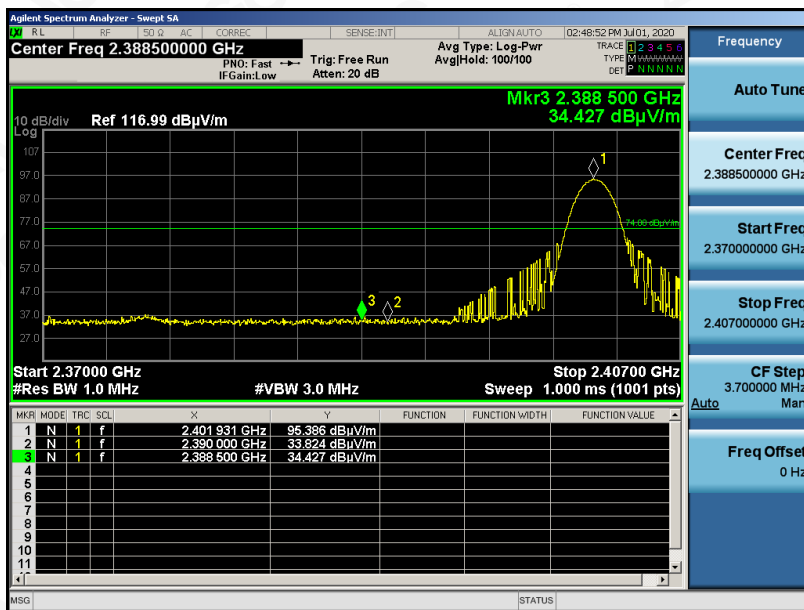 Agilent Spectrum Analyzer - Swept SA
LXI RL RF 50 Ω AC CORREC SENSE:INT ALIGN AUTO 02:48:52 PM Jul 01, 2020
Center Freq 2.388500000 GHz
PNO: Fast
IFGain:Low
Trig: Free Run
Atten: 20 dB
Avg Type: Log-Pwr
Avg|Hold: 100/100
TRACE 1 2 3 4 5 6
TYPE M WWWWW
DET P N N N N N
Mkr3 2.388 500 GHz
34.427 dBµV/m
10 dB/div Ref 116.99 dBµV/m
Log
107
97.0
87.0
77.0
67.0
57.0
47.0
37.0
27.0
74.00 dBµV/m
1
2
3
Start 2.37000 GHz Stop 2.40700 GHz
#Res BW 1.0 MHz #VBW 3.0 MHz Sweep 1.000 ms (1001 pts)
MKR MODE TRC SCL X Y FUNCTION FUNCTION WIDTH FUNCTION VALUE
1 N 1 f 2.401 931 GHz 95.386 dBµV/m
2 N 1 f 2.390 000 GHz 33.824 dBµV/m
3 N 1 f 2.388 500 GHz 34.427 dBµV/m
4
5
6
7
8
9
10
11
MSG STATUS
Frequency
Auto Tune
Center Freq
2.388500000 GHz
Start Freq
2.370000000 GHz
Stop Freq
2.407000000 GHz
CF Step
3.700000 MHz
Auto Man
Freq Offset
0 Hz